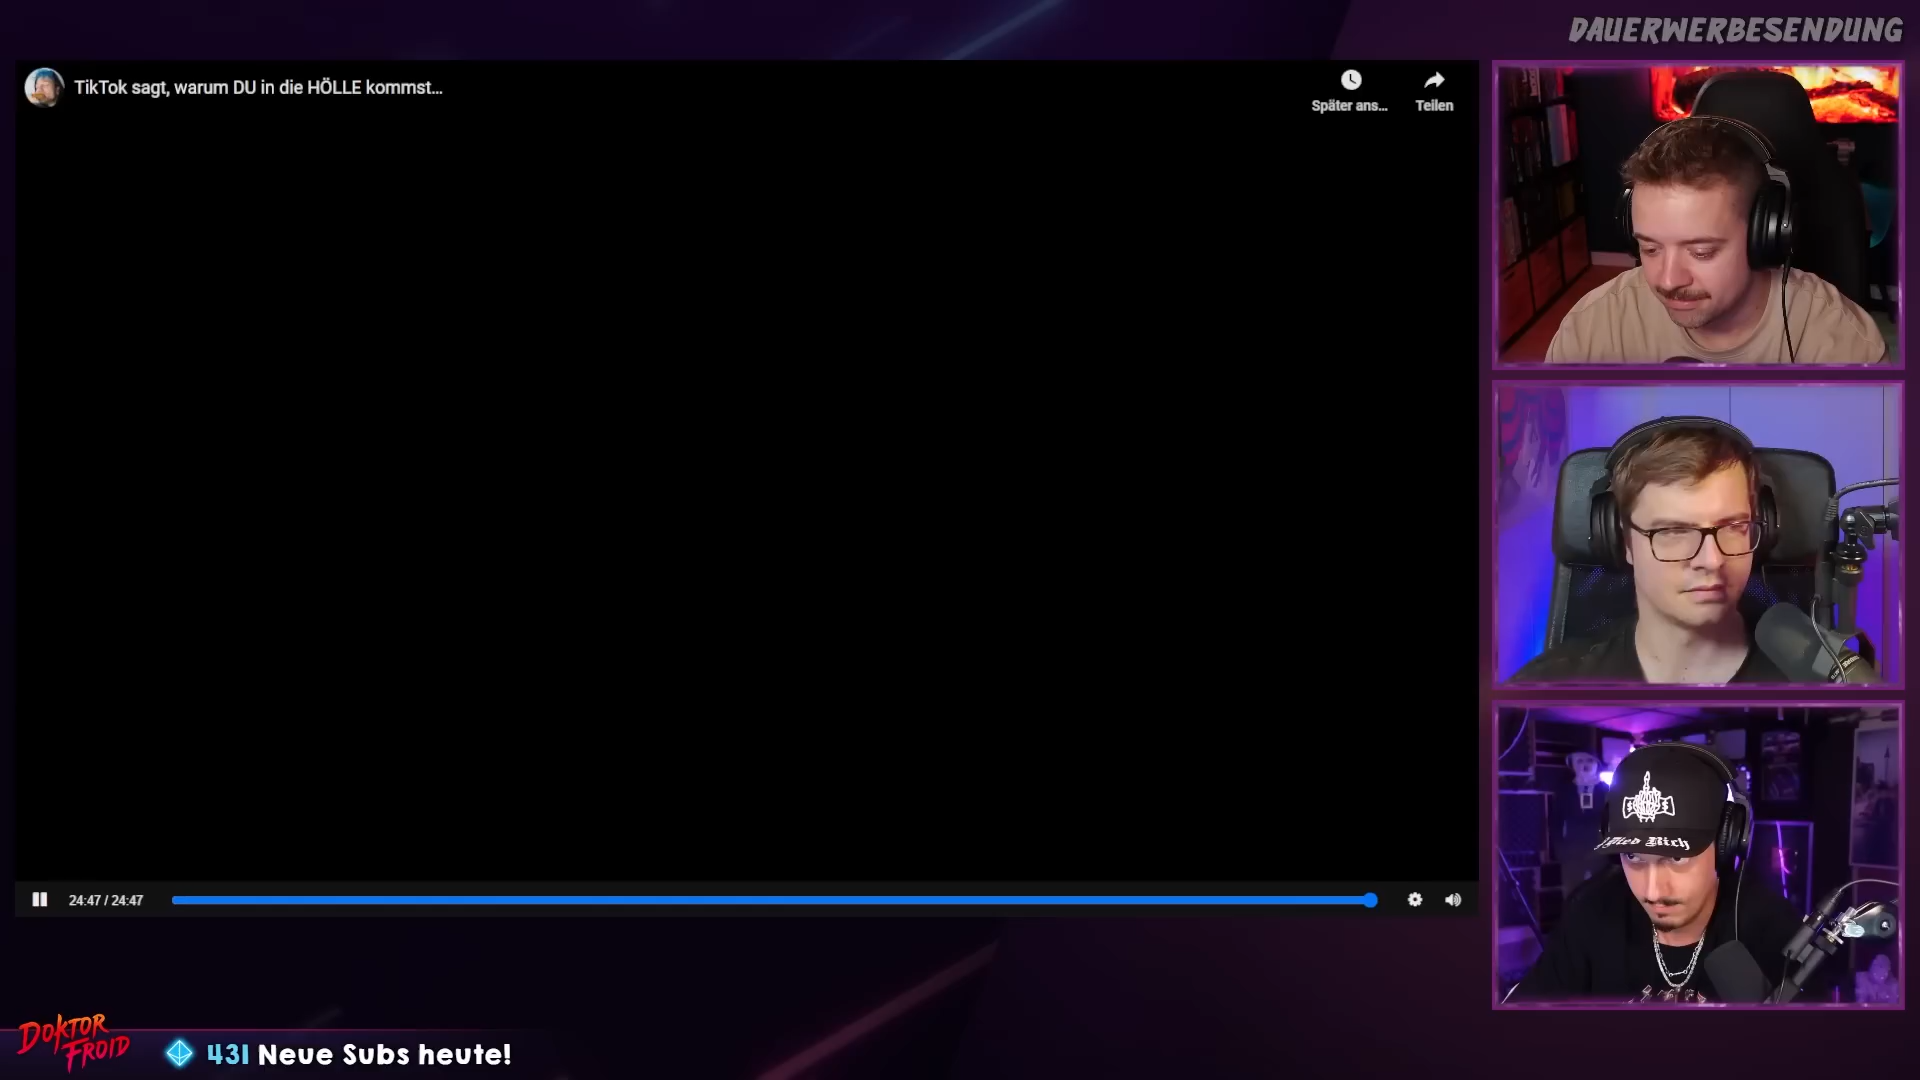 DAUERWERBESENDUNG
TikTok sagt, warum DU in die HÖLLE kommst...
Später ans...
Teilen
24:47 / 24:47
DOKTOR
FROID
431 Neue Subs heute!